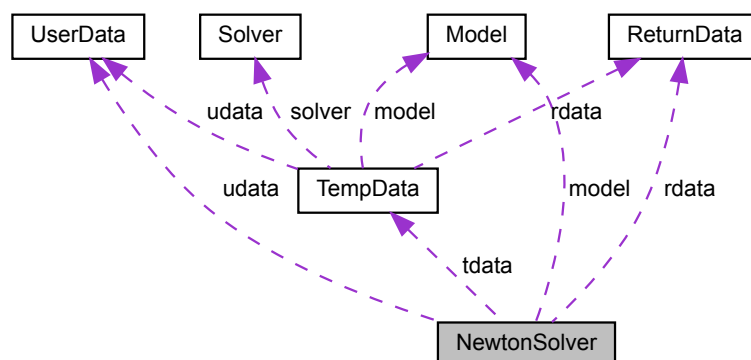 UserData
Solver
Model
ReturnData
udata
solver
model
rdata
TempData
udata
model
rdata
tdata
NewtonSolver